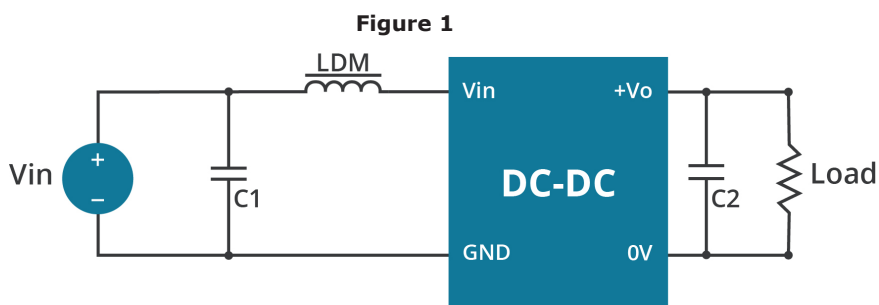 Figure 1
LDM
Vin
+Vo
Vin
+
−
C1
DC-DC
C2
Load
GND
0V